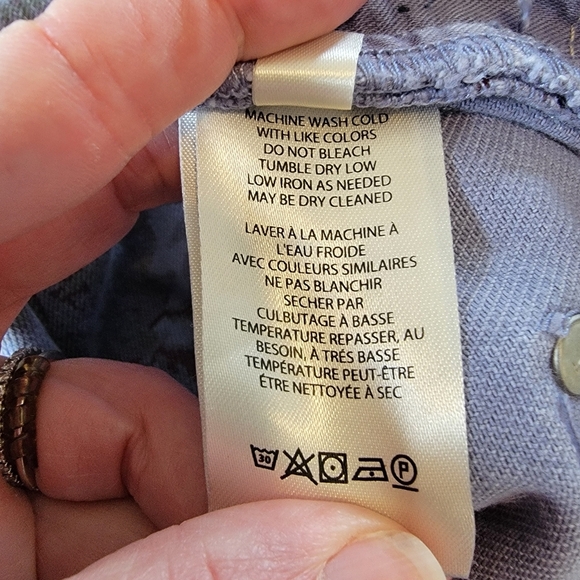 MACHINE WASH COLD
WITH LIKE COLORS
DO NOT BLEACH
TUMBLE DRY LOW
LOW IRON AS NEEDED
MAY BE DRY CLEANED
LAVER À LA MACHINE À
L'EAU FROIDE
AVEC COULEURS SIMILAIRES
NE PAS BLANCHIR
SECHER PAR
CULBUTAGE À BASSE
TEMPERATURE REPASSER, AU
BESOIN, À TRÉS BASSE
TEMPÉRATURE PEUT-ÊTRE
ÊTRE NETTOYÉE À SEC
30 P